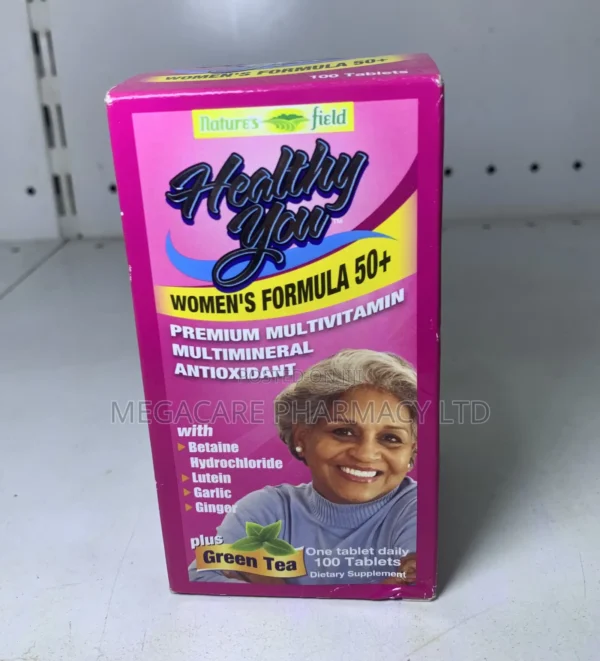 WOMEN'S FORMULA 50+
100 Tablets
Nature's field
Healthy
You
WOMEN'S FORMULA 50+
PREMIUM MULTIVITAMIN
MULTIMINERAL
ANTIOXIDANT
MEGACARE PHARMACY LTD
with
Betaine
Hydrochloride
Lutein
Garlic
Ginger
plus
Green Tea
One tablet daily
100 Tablets
Dietary Supplement